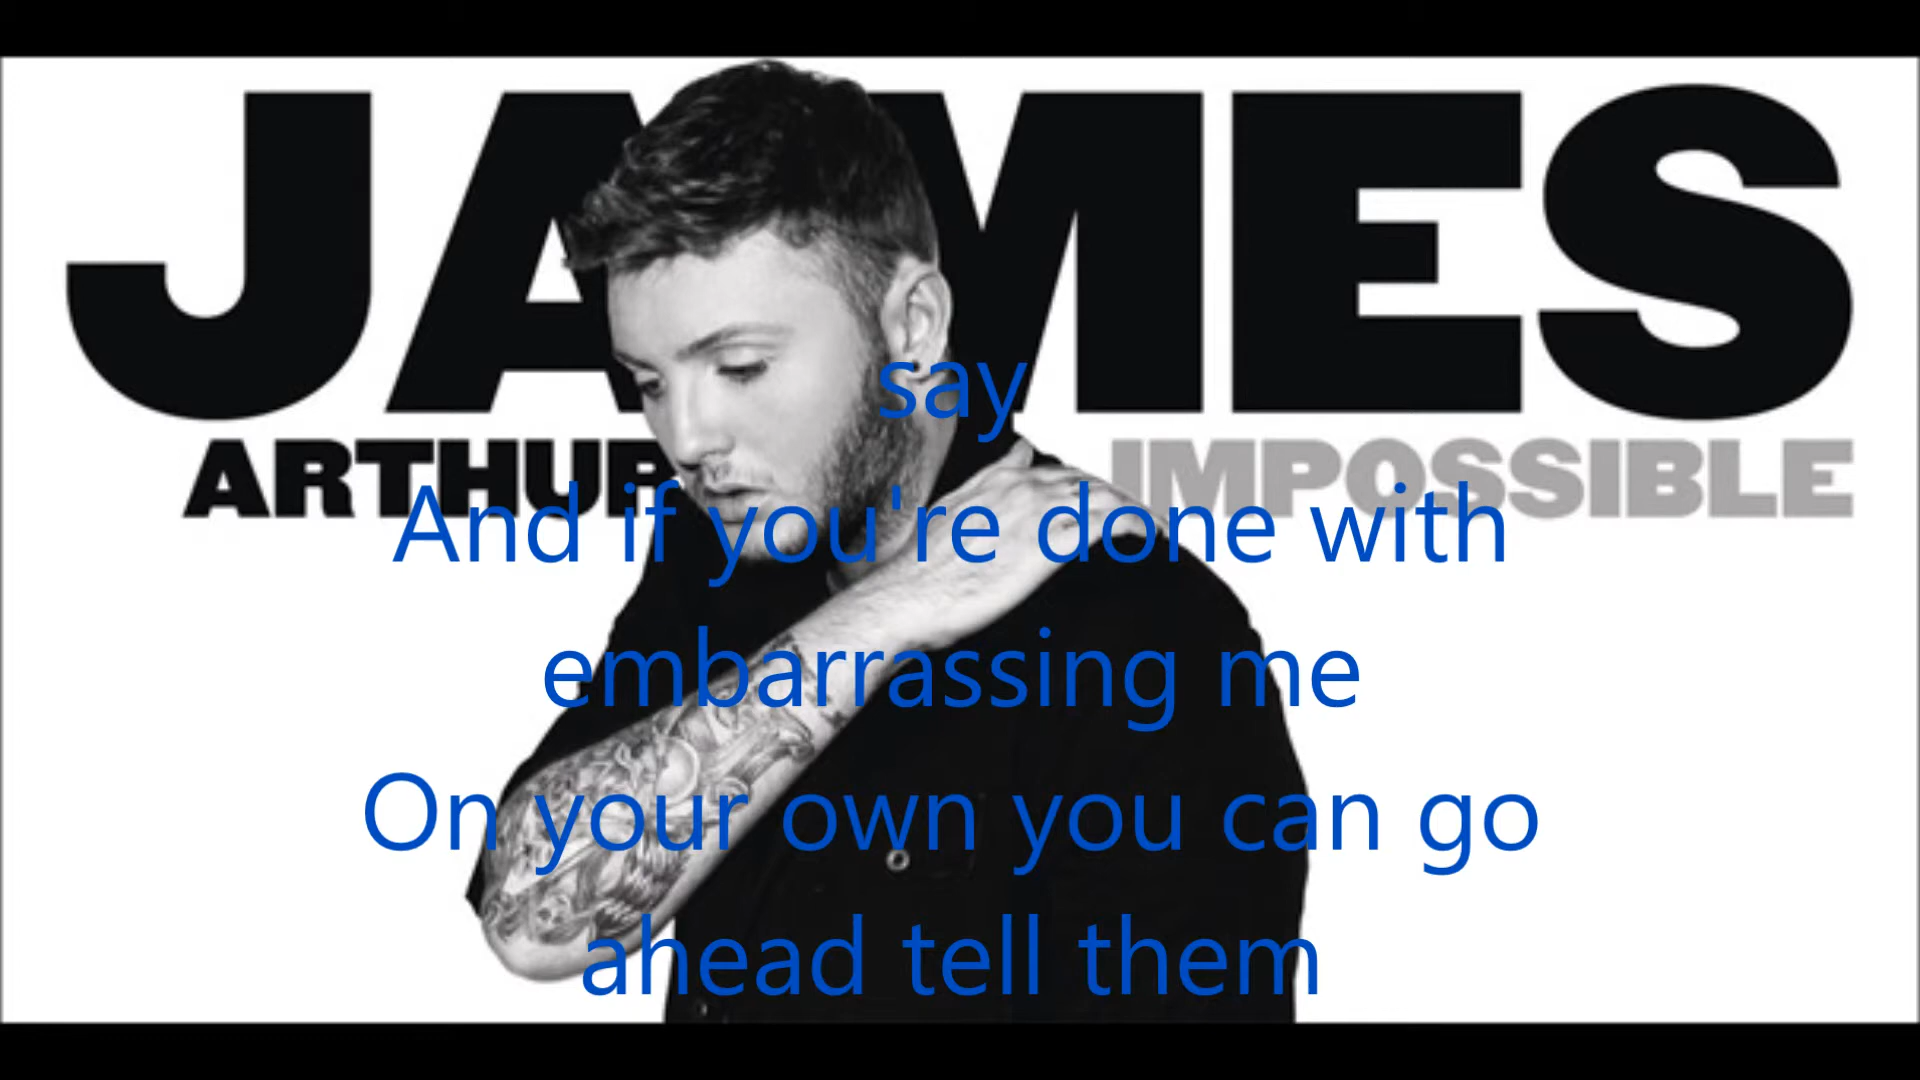 JAMES
ARTHUR IMPOSSIBLE
say
And if you're done with
embarrassing me
On your own you can go
ahead tell them